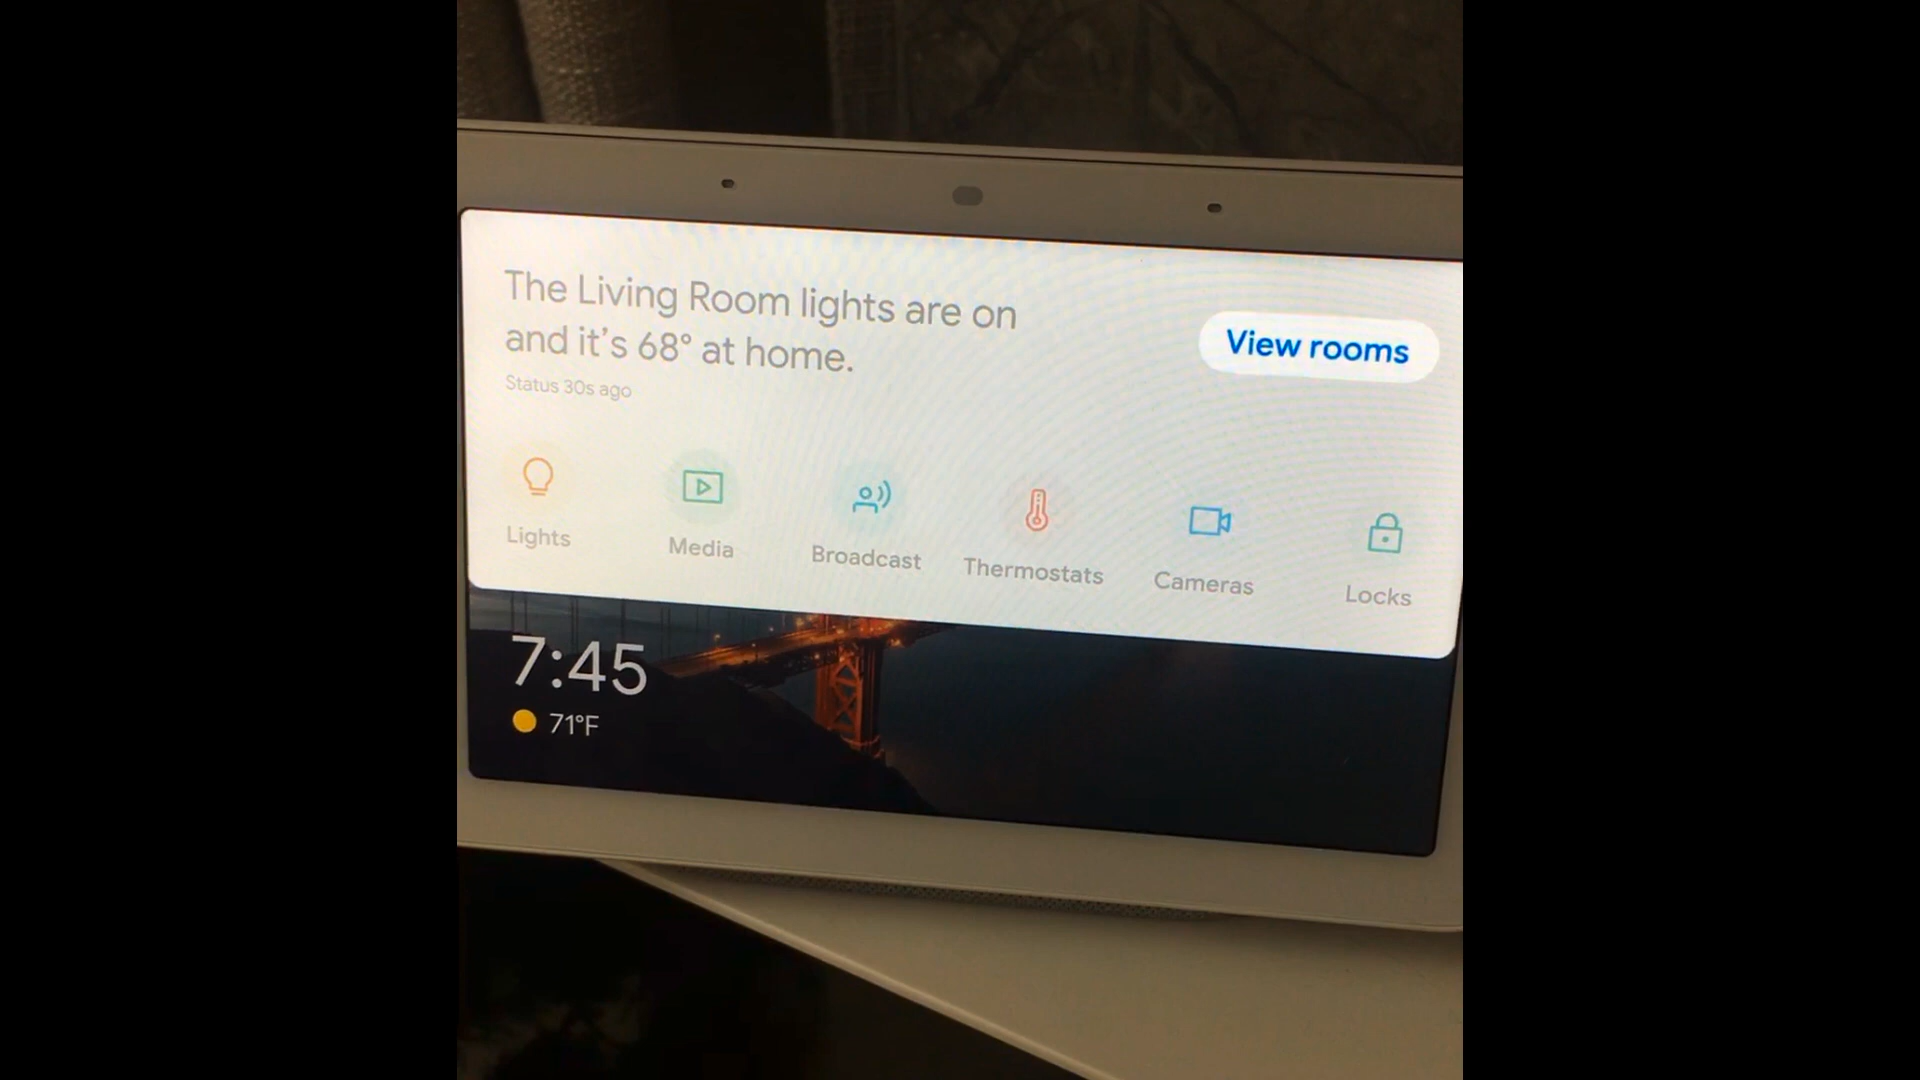 The Living Room lights are on
and it's 68° at home.
View rooms
Status 30s ago
Lights
Media
Broadcast
Thermostats
Cameras
Locks
7:45
71°F